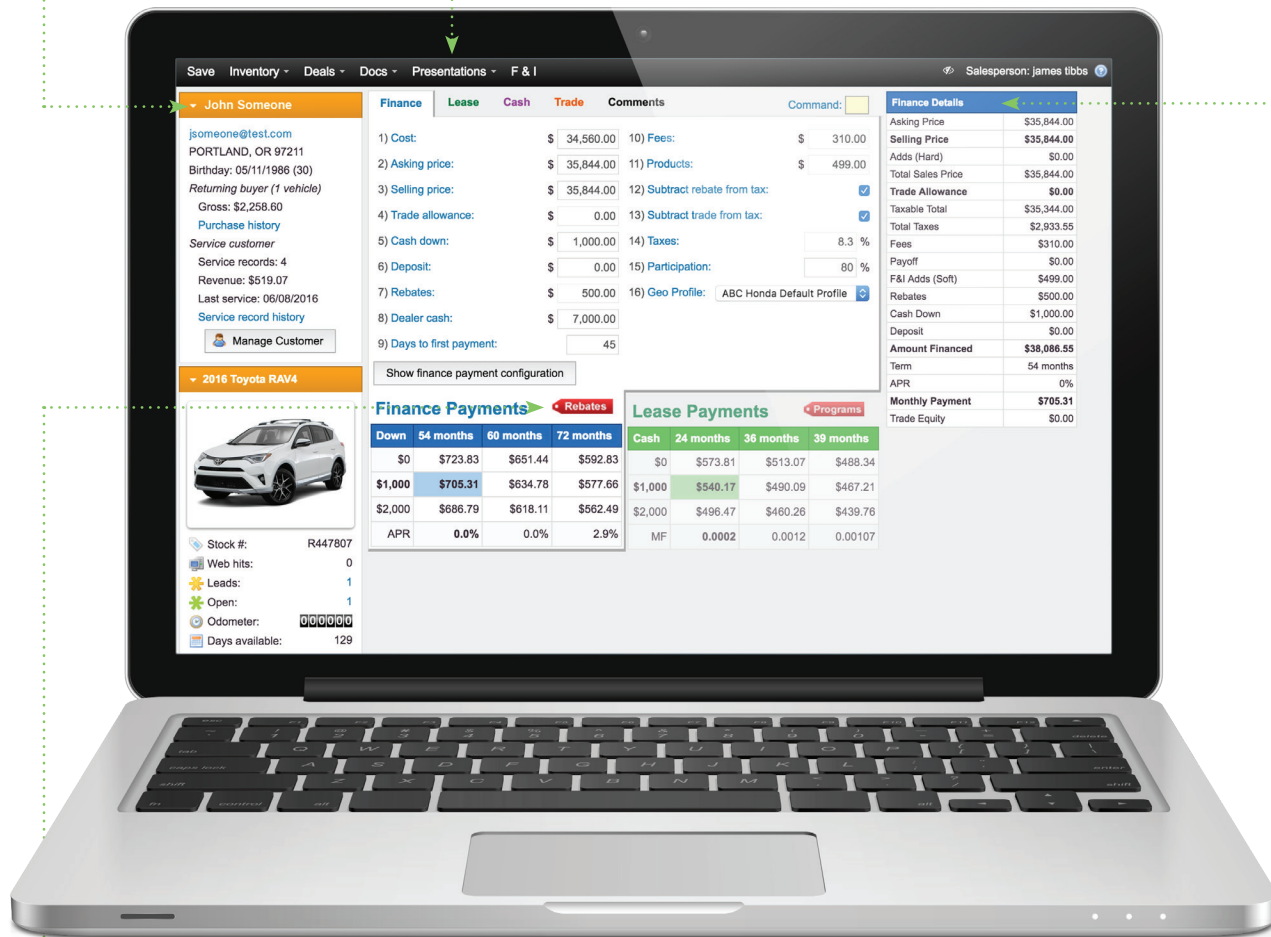 Save Inventory Deals Docs Presentations F & I Salesperson: james tibbs ?
John Someone
jsomeone@test.com
PORTLAND, OR 97211
Birthday: 05/11/1986 (30)
Returning buyer (1 vehicle)
Gross: $2,258.60
Purchase history
Service customer
Service records: 4
Revenue: $519.07
Last service: 06/08/2016
Service record history
Manage Customer
2016 Toyota RAV4
Stock #: R447807
Web hits: 0
Leads: 1
Open: 1
Odometer: 000000
Days available: 129
Finance Lease Cash Trade Comments Command:
1) Cost: $ 34,560.00
2) Asking price: $ 35,844.00
3) Selling price: $ 35,844.00
4) Trade allowance: $ 0.00
5) Cash down: $ 1,000.00
6) Deposit: $ 0.00
7) Rebates: $ 500.00
8) Dealer cash: $ 7,000.00
9) Days to first payment: 45
10) Fees: $ 310.00
11) Products: $ 499.00
12) Subtract rebate from tax:
13) Subtract trade from tax:
14) Taxes: 8.3 %
15) Participation: 80 %
16) Geo Profile: ABC Honda Default Profile
Show finance payment configuration
Finance Payments Rebates
Down 54 months 60 months 72 months
$0 $723.83 $651.44 $592.83
$1,000 $705.31 $634.78 $577.66
$2,000 $686.79 $618.11 $562.49
APR 0.0% 0.0% 2.9%
Lease Payments Programs
Cash 24 months 36 months 39 months
$0 $573.81 $513.07 $488.34
$1,000 $540.17 $490.09 $467.21
$2,000 $496.47 $460.26 $439.76
MF 0.0002 0.0012 0.00107
Finance Details
Asking Price $35,844.00
Selling Price $35,844.00
Adds (Hard) $0.00
Total Sales Price $35,844.00
Trade Allowance $0.00
Taxable Total $35,344.00
Total Taxes $2,933.55
Fees $310.00
Payoff $0.00
F&I Adds (Soft) $499.00
Rebates $500.00
Cash Down $1,000.00
Deposit $0.00
Amount Financed $38,086.55
Term 54 months
APR 0%
Monthly Payment $705.31
Trade Equity $0.00
tab Q W E R T Y U I O P
caps lock A S D F G H J K L enter
shift Z X C V B N M shift
fn control alt alt